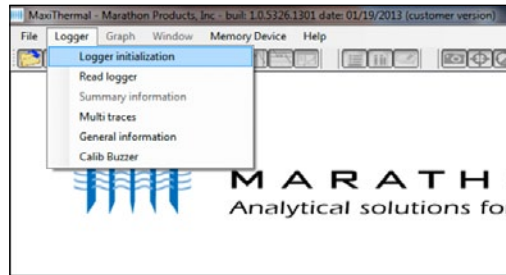 MaxiThermal - Marathon Products, Inc - buit: 1.0.5326.1301 date: 01/19/2013 (customer version)
File Logger Graph Window Memory Device Help
Logger initialization
Read logger
Summary information
Multi traces
General information
Calib Buzzer
MARATH
Analytical solutions fo